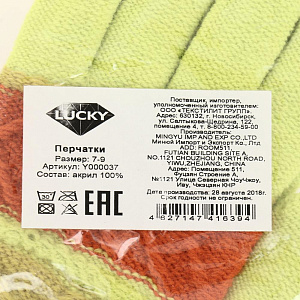 LUCKY
Перчатки
Размер: 7-9
Артикул: Y000037
Состав: акрил 100%
30
EAC
Поставщик, импортер,
уполномоченный изготовителем:
ООО «ТЕКСТИЛИТ ГРУПП»
Адрес: 630132, г. Новосибирск,
ул. Салтыкова-Щедрина, 122,
помещение 4, т. 8-800-234-59-00
Производитель:
MINGYU IMP AND EXP CO.,LTD
Минюй Импорт и Экспорт Ко.,Лтд
ADD: ROOM511,
FUTIAN BUILDING SITE A,
NO.1121 CHOUZHOU NORTH ROAD,
YIWU,ZHEJIANG, CHINA
Адрес: Помещение 511,
Фуцзян Строение А,
№1121 Улица Северная ЧоуЧжоу,
Иву, Чжэцзян КНР
Дата производства: 28 августа 2018г.
Срок годности не ограничен.
4 627147 416394